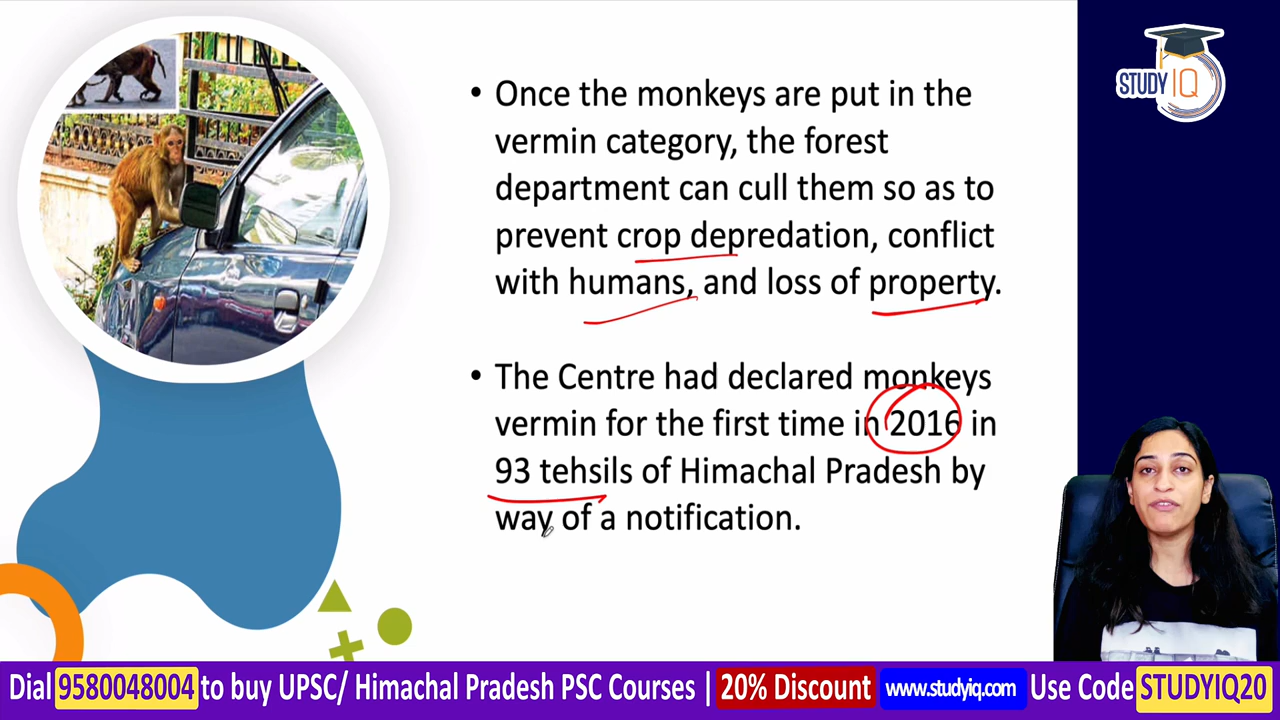 • Once the monkeys are put in the
vermin category, the forest
department can cull them so as to
prevent crop depredation, conflict
with humans, and loss of property.
• The Centre had declared monkeys
vermin for the first time in 2016 in
93 tehsils of Himachal Pradesh by
way of a notification.
STUDY IQ
Dial 9580048004 to buy UPSC/ Himachal Pradesh PSC Courses | 20% Discount www.studyiq.com Use Code STUDYIQ20